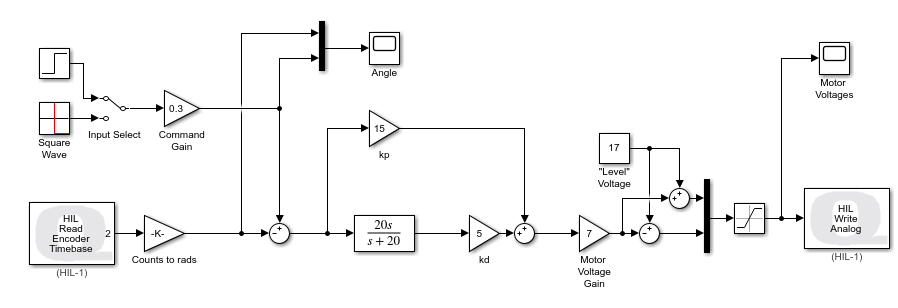 Angle
Motor
Voltages
Square
Wave
Input Select
0.3
Command
Gain
15
kp
17
"Level"
Voltage
HIL
Read
Encoder
Timebase
2
(HIL-1)
-K-
Counts to rads
20s
s + 20
5
kd
7
Motor
Voltage
Gain
HIL
Write
Analog
(HIL-1)